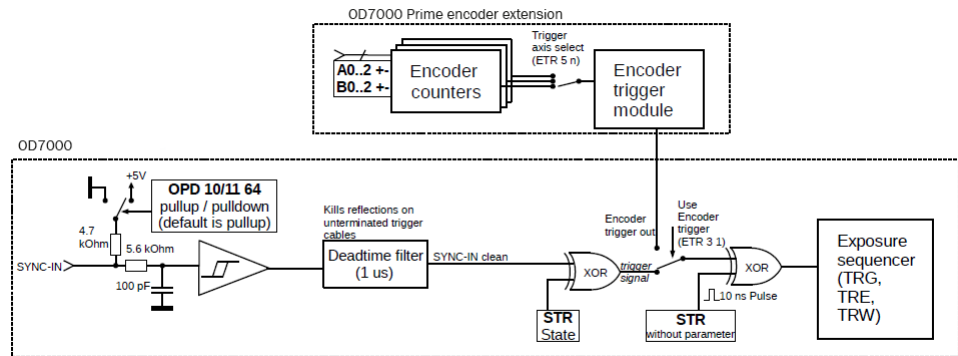 OD7000 Prime encoder extension
A0..2 +-
B0..2 +-
Encoder
counters
Trigger
axis select
(ETR 5 n)
Encoder
trigger
module
OD7000
+5V
OPD 10/11 64
pullup / pulldown
(default is pullup)
4.7
kOhm
5.6 kOhm
SYNC-IN
100 pF
Kills reflections on
unterminated trigger
cables
Deadtime filter
(1 us)
SYNC-IN clean
XOR
STR
State
Encoder
trigger out
trigger
signal
Use
Encoder
trigger
(ETR 3 1)
XOR
10 ns Pulse
STR
without parameter
Exposure
sequencer
(TRG,
TRE,
TRW)